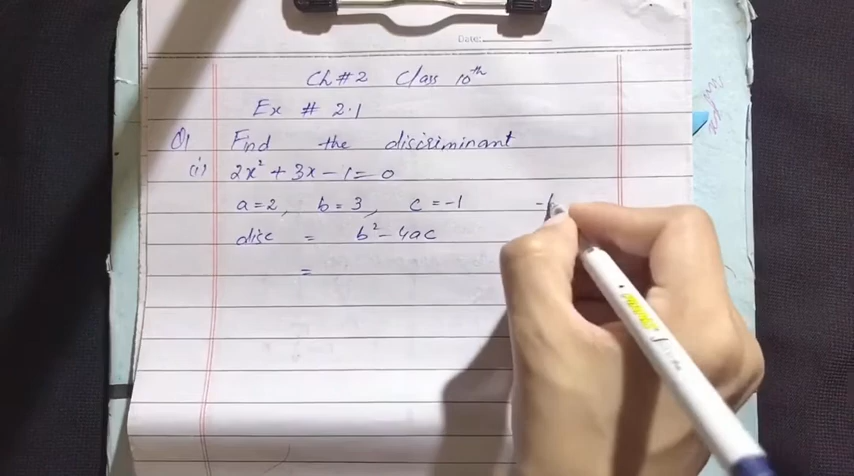 Date:
Ch # 2 Class 10th
Ex # 2.1
Q1 Find the discriminant
(i) 2x² + 3x - 1 = 0
a = 2, b = 3, c = -1 -b
disc = b² - 4ac
=